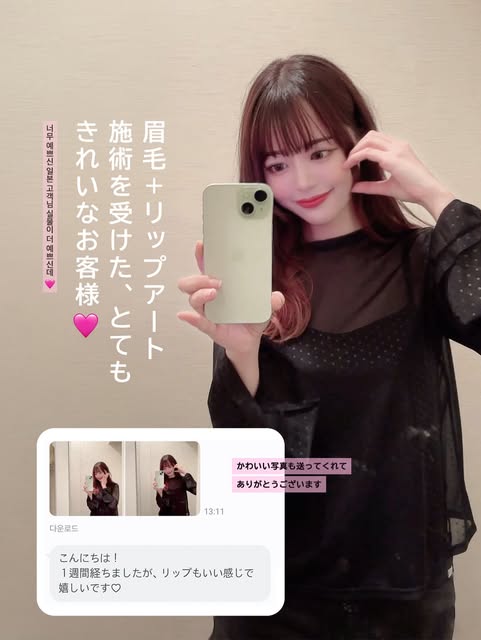 眉毛＋リップアート
施術を受けた、とても
きれいなお客様🩷
너무 예쁘신 일본 고객님 실물이 더 예쁘신데🩷
かわいい写真も送ってくれて
ありがとうございます
13:11
다운로드
こんにちは！
１週間経ちましたが、リップもいい感じで
嬉しいです♡